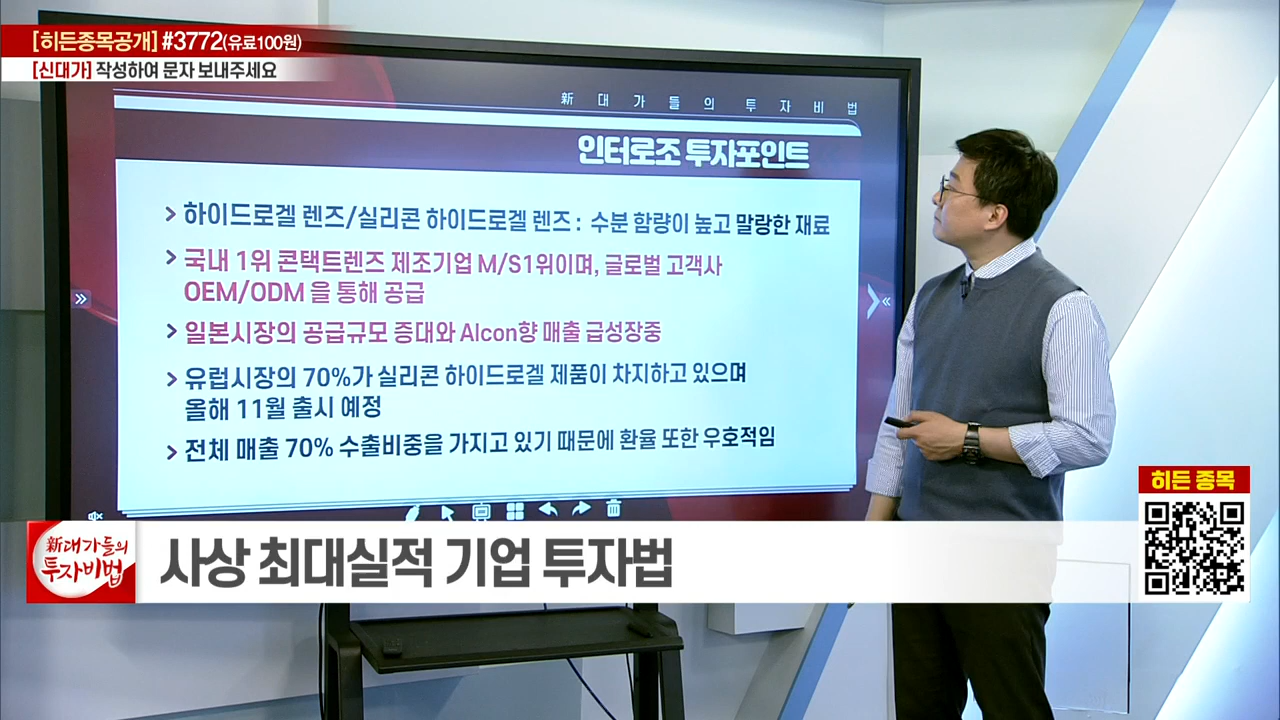 [히든종목공개] #3772(유료100원)
[신대가] 작성하여 문자 보내주세요
新 대 가 들 의 투 자 비 법
인터로조 투자포인트
하이드로겔 렌즈/실리콘 하이드로겔 렌즈 : 수분 함량이 높고 말랑한 재료
국내 1위 콘택트렌즈 제조기업 M/S1위이며, 글로벌 고객사
OEM/ODM 을 통해 공급
일본시장의 공급규모 증대와 Alcon향 매출 급성장중
유럽시장의 70%가 실리콘 하이드로겔 제품이 차지하고 있으며
올해 11월 출시 예정
전체 매출 70% 수출비중을 가지고 있기 때문에 환율 또한 우호적임
히든 종목
新대가들의
투자비법
사상 최대실적 기업 투자법